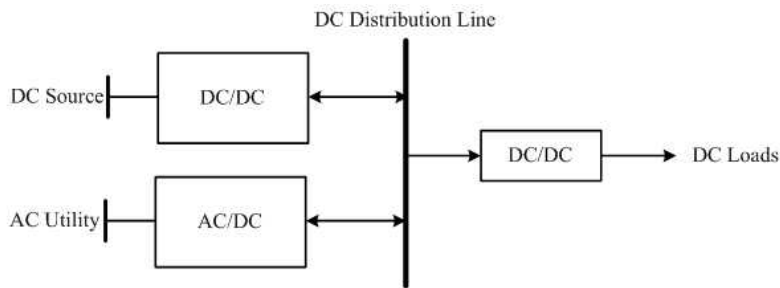 DC Distribution Line
DC Source
DC/DC
DC/DC
DC Loads
AC Utility
AC/DC